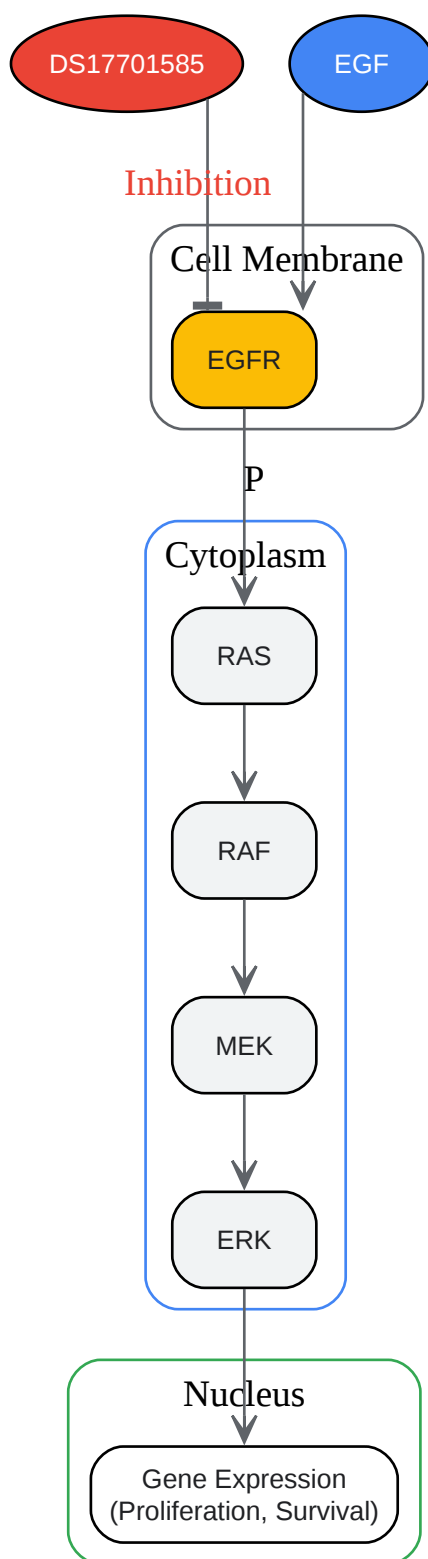 DS17701585
EGF
Inhibition
Cell Membrane
EGFR
P
Cytoplasm
RAS
RAF
MEK
ERK
Nucleus
Gene Expression
(Proliferation, Survival)